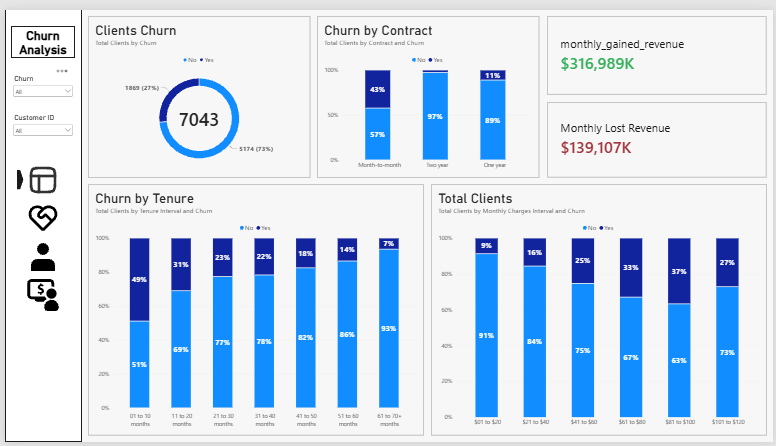 Churn
Analysis
Churn
All
Customer ID
All
Clients Churn
Total Clients by Churn
No Yes
1869 (27%)
7043
5174 (73%)
Churn by Contract
Total Clients by Contract and Churn
No Yes
100%
50%
0%
43%
57%
97%
11%
89%
Month-to-month Two year One year
monthly_gained_revenue
$316,989K
Monthly Lost Revenue
$139,107K
Churn by Tenure
Total Clients by Tenure Interval and Churn
No Yes
100%
80%
60%
40%
20%
0%
49% 31% 23% 22% 18% 14% 7%
51% 69% 77% 78% 82% 86% 93%
01 to 10 11 to 20 21 to 30 31 to 40 41 to 50 51 to 60 61 to 70+
months months months months months months months
Total Clients
Total Clients by Monthly Charges Interval and Churn
No Yes
100%
80%
60%
40%
20%
0%
9% 16% 25% 33% 37% 27%
91% 84% 75% 67% 63% 73%
$01 to $20 $21 to $40 $41 to $60 $61 to $80 $81 to $100 $101 to $120